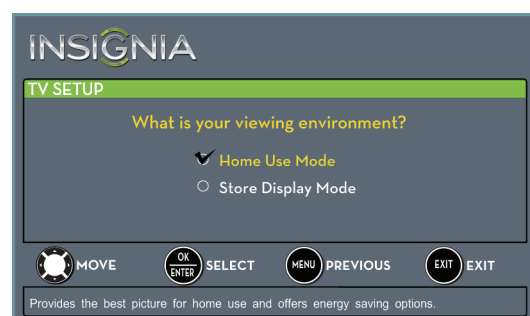 INSIGNIA
TV SETUP
What is your viewing environment?
Home Use Mode
Store Display Mode
MOVE OK ENTER SELECT MENU PREVIOUS EXIT EXIT
Provides the best picture for home use and offers energy saving options.